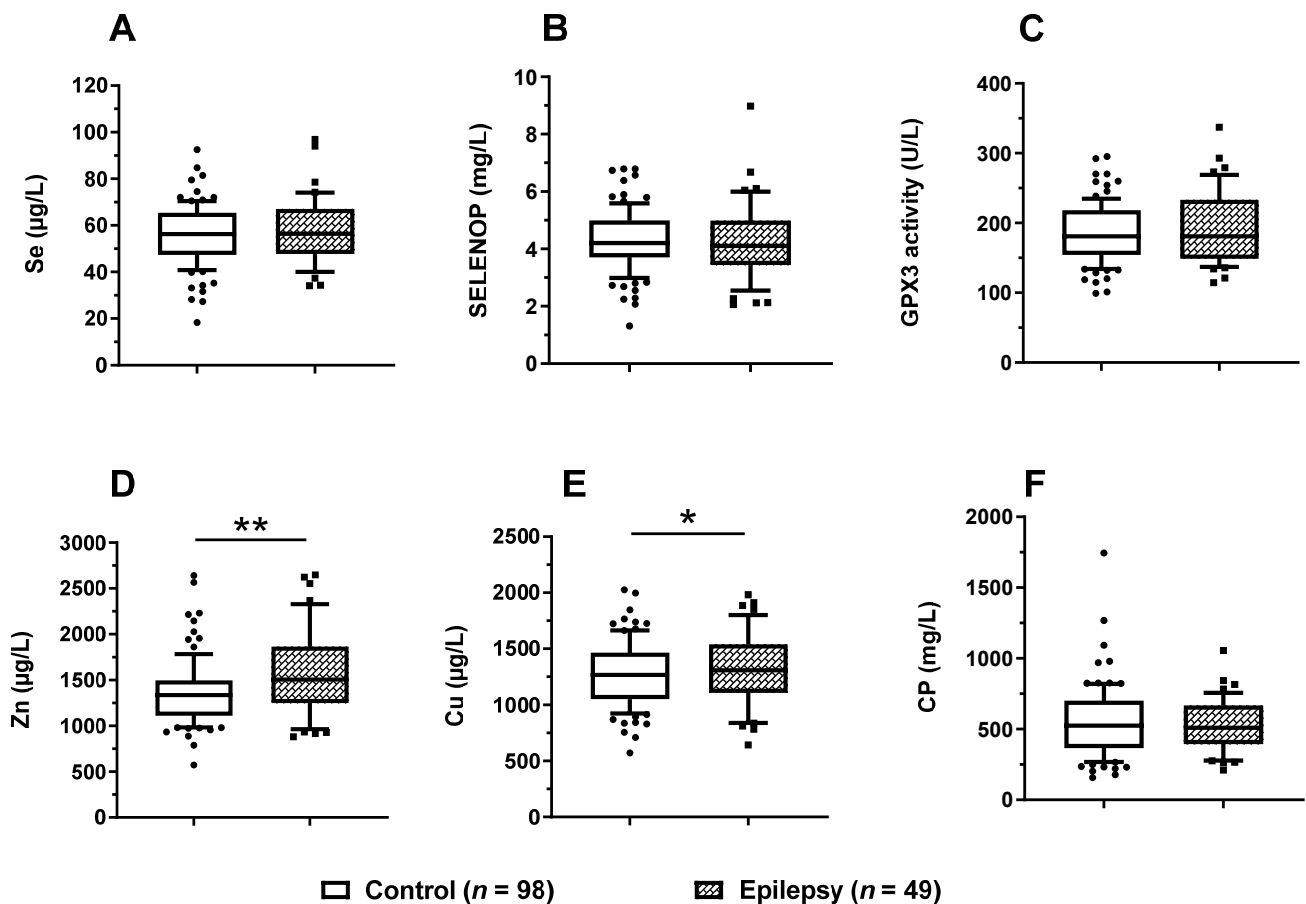 A
B
C
Se (µg/L)
120
100
80
60
40
20
0
SELENOP (mg/L)
10
8
6
4
2
0
GPX3 activity (U/L)
400
300
200
100
0
D
E
F
Zn (µg/L)
3000
2500
2000
1500
1000
500
0
**
Cu (µg/L)
2500
2000
1500
1000
500
0
*
CP (mg/L)
2000
1500
1000
500
0
Control (n = 98)
Epilepsy (n = 49)